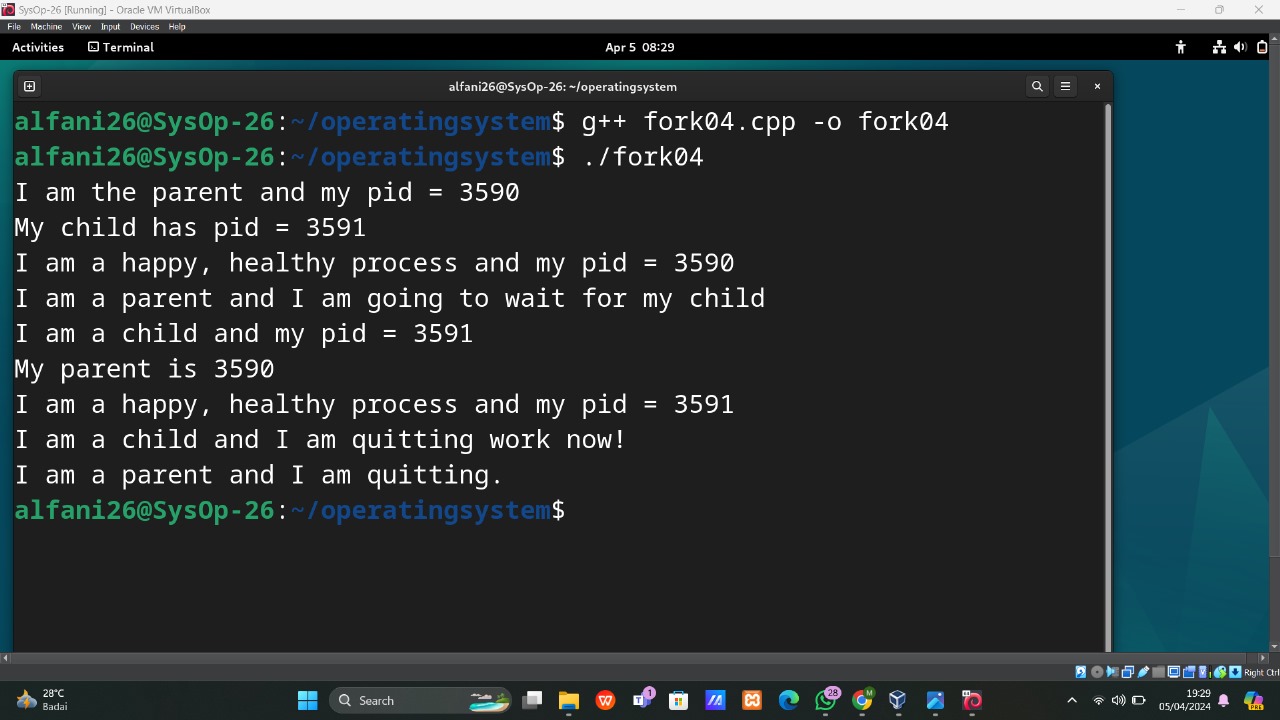 SysOp-26 [Running] - Oracle VM VirtualBox
File Machine View Input Devices Help
Activities Terminal Apr 5 08:29
alfani26@SysOp-26: ~/operatingsystem
alfani26@SysOp-26:~/operatingsystem$ g++ fork04.cpp -o fork04
alfani26@SysOp-26:~/operatingsystem$ ./fork04
I am the parent and my pid = 3590
My child has pid = 3591
I am a happy, healthy process and my pid = 3590
I am a parent and I am going to wait for my child
I am a child and my pid = 3591
My parent is 3590
I am a happy, healthy process and my pid = 3591
I am a child and I am quitting work now!
I am a parent and I am quitting.
alfani26@SysOp-26:~/operatingsystem$
Right Ctrl
28°C
Badai
Search
1
28
M
19:29
05/04/2024
PRE